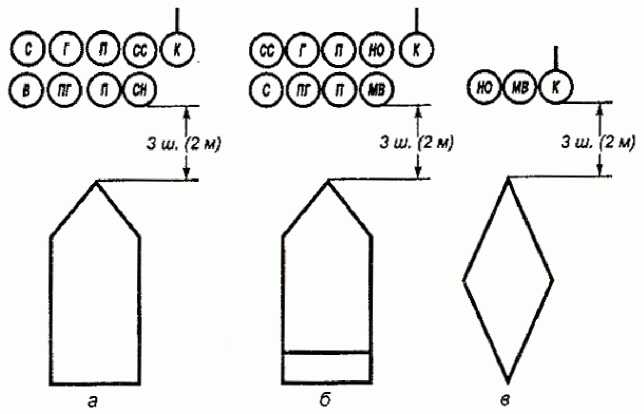 С Г П СС К
В ПГ П СН
3 ш. (2 м)
а
СС Г П НО К
С ПГ П МВ
3 ш. (2 м)
б
НО МВ К
3 ш. (2 м)
в